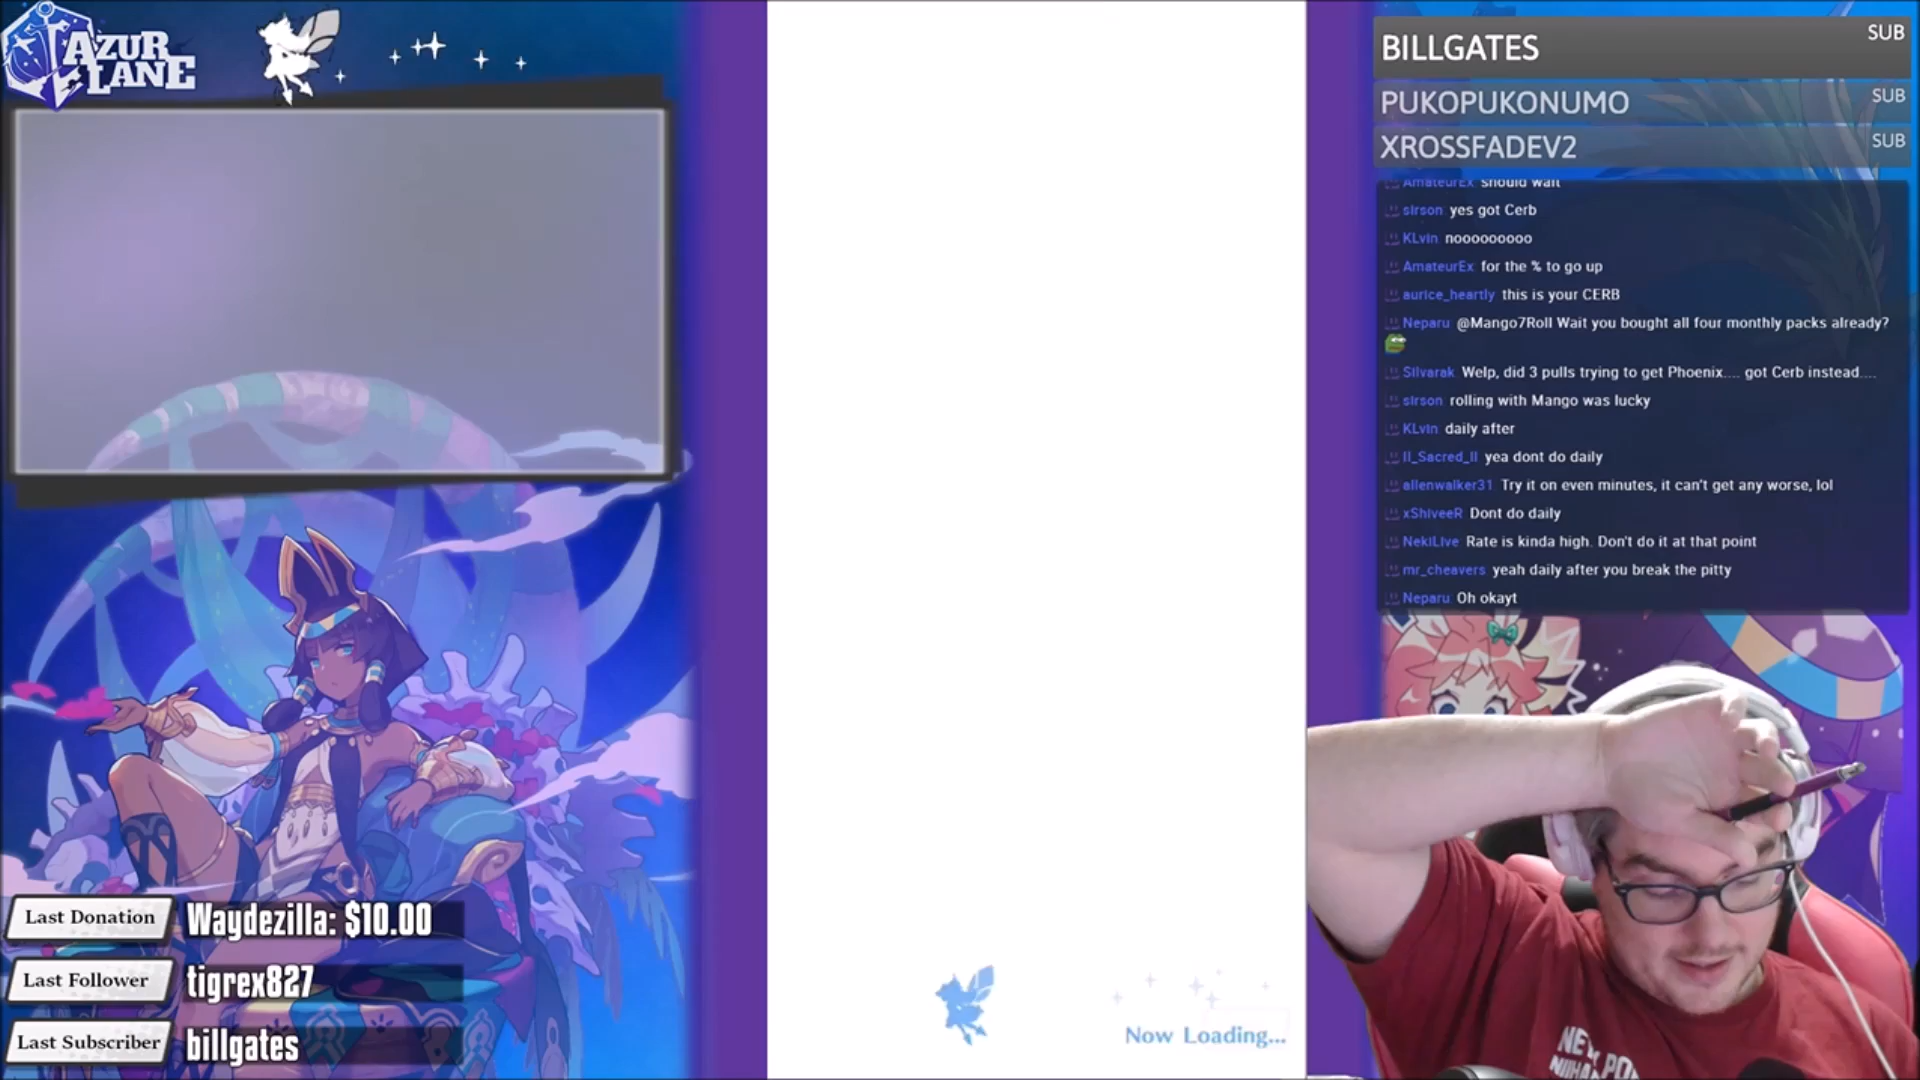 AZUR
LANE
BILLGATES SUB
PUKOPUKONUMO SUB
XROSSFADEV2 SUB
AmateurEx should wait
sirson yes got Cerb
KLvin nooooooooo
AmateurEx for the % to go up
aurice_heartly this is your CERB
Neparu @Mango7Roll Wait you bought all four monthly packs already?
Silvarak Welp, did 3 pulls trying to get Phoenix.... got Cerb instead....
sirson rolling with Mango was lucky
KLvin daily after
ll_Sacred_ll yea dont do daily
allenwalker31 Try it on even minutes, it can't get any worse, lol
xShiveeR Dont do daily
NekiLive Rate is kinda high. Don't do it at that point
mr_cheavers yeah daily after you break the pitty
Neparu Oh okayt
Last Donation Waydezilla: $10.00
Last Follower tigrex827
Last Subscriber billgates
Now Loading...